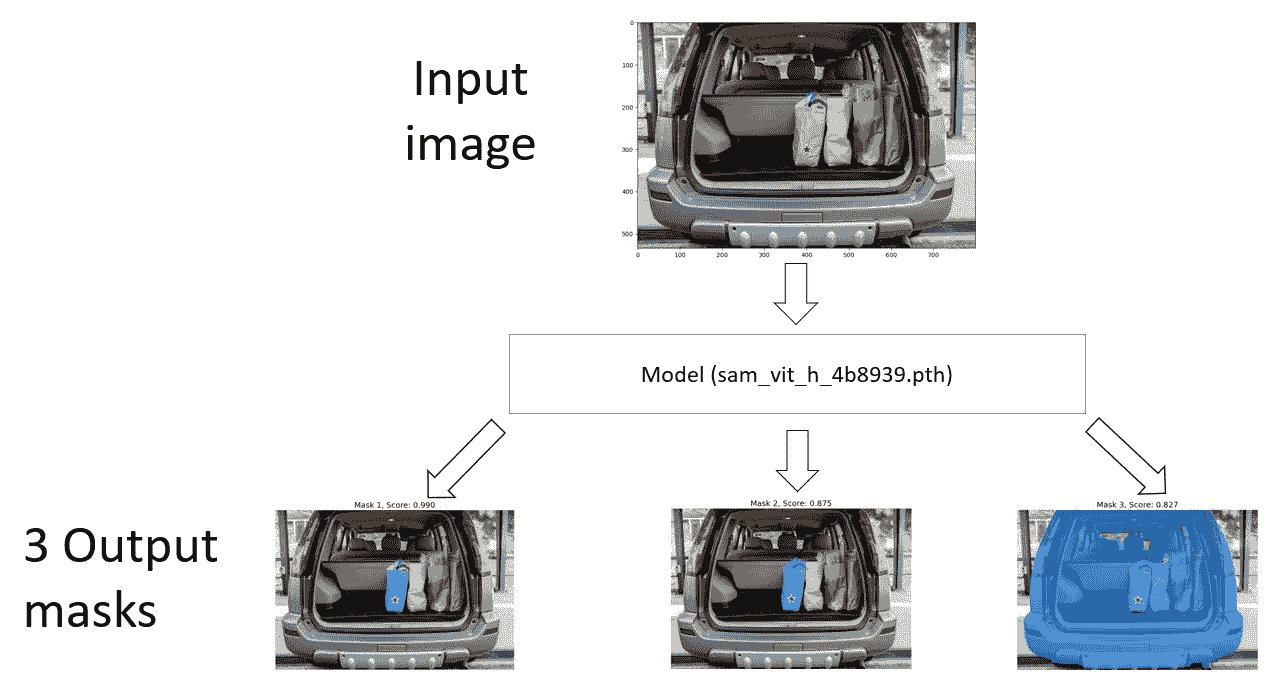 Input
image
0
100
200
300
400
500
0 100 200 300 400 500 600 700
Model (sam_vit_h_4b8939.pth)
3 Output
masks
Mask 1, Score: 0.990
Mask 2, Score: 0.875
Mask 3, Score: 0.827